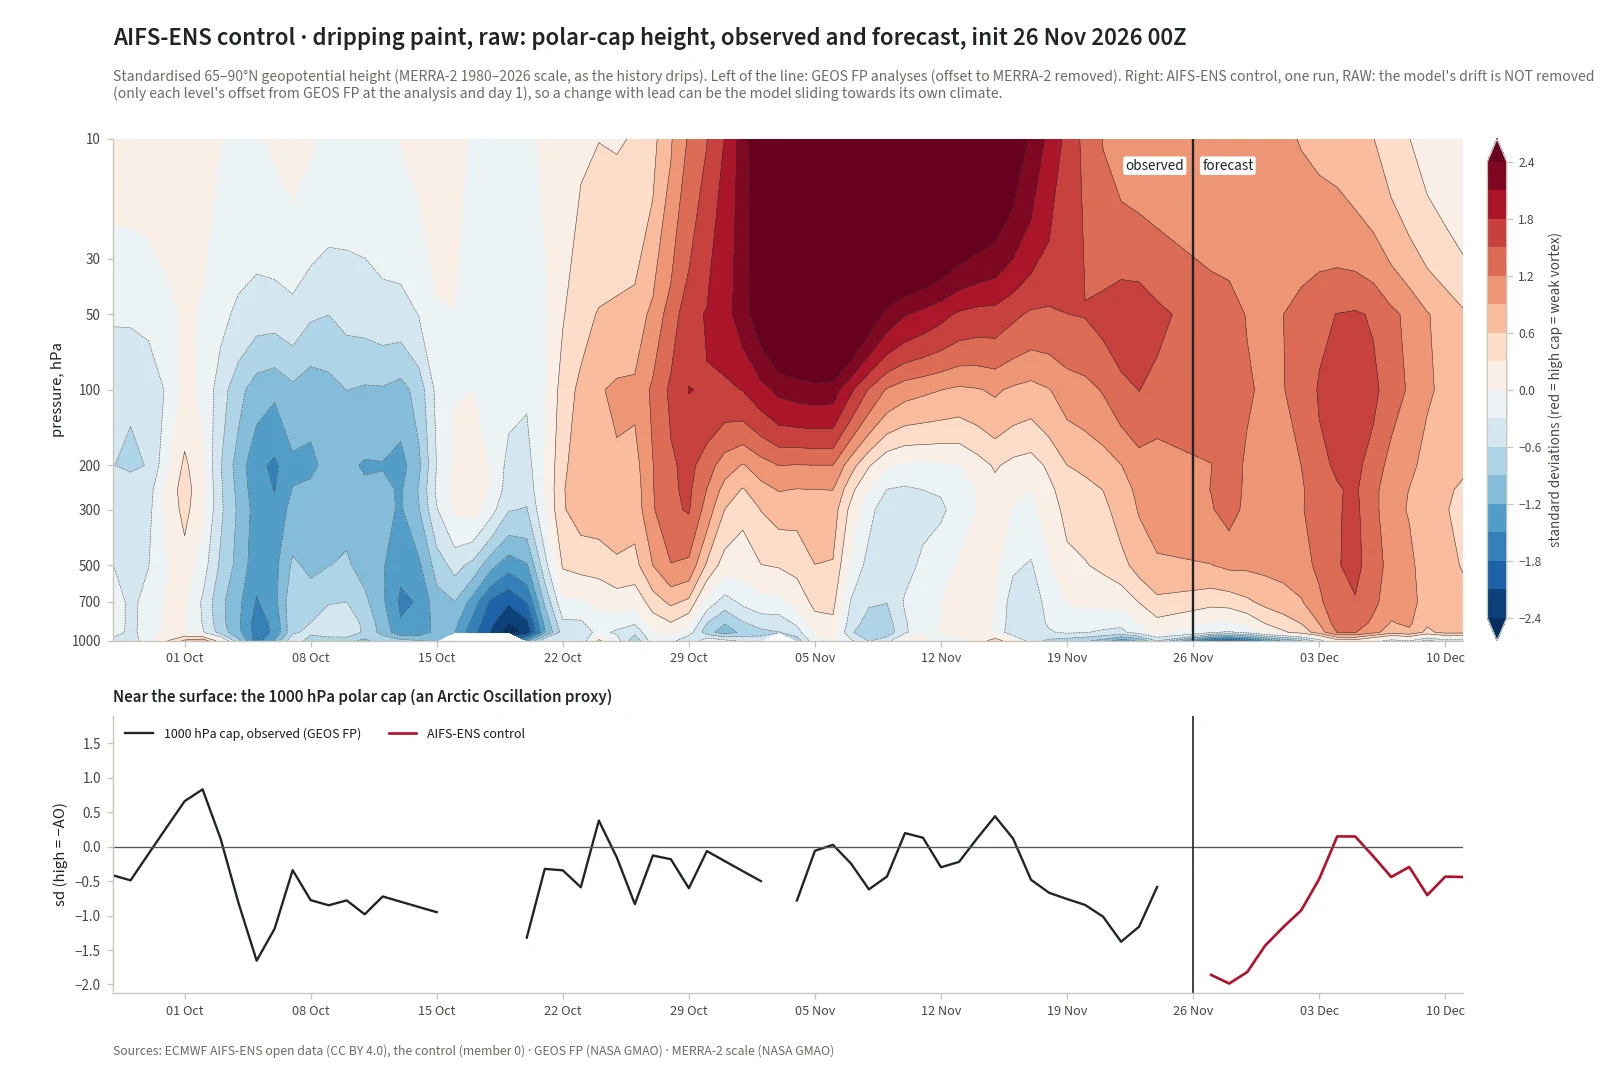 AIFS-ENS control · dripping paint, raw: polar-cap height, observed and forecast, init 26 Nov 2026 00Z
Standardised 65–90°N geopotential height (MERRA-2 1980–2026 scale, as the history drips). Left of the line: GEOS FP analyses (offset to MERRA-2 removed). Right: AIFS-ENS control, one run, RAW: the model's drift is NOT removed
(only each level's offset from GEOS FP at the analysis and day 1), so a change with lead can be the model sliding towards its own climate.
observed
forecast
pressure, hPa
10
30
50
100
200
300
500
700
1000
01 Oct
08 Oct
15 Oct
22 Oct
29 Oct
05 Nov
12 Nov
19 Nov
26 Nov
03 Dec
10 Dec
2.4
1.8
1.2
0.6
0.0
−0.6
−1.2
−1.8
−2.4
standard deviations (red = high cap = weak vortex)
Near the surface: the 1000 hPa polar cap (an Arctic Oscillation proxy)
1000 hPa cap, observed (GEOS FP)
AIFS-ENS control
sd (high = −AO)
1.5
1.0
0.5
0.0
−0.5
−1.0
−1.5
−2.0
01 Oct
08 Oct
15 Oct
22 Oct
29 Oct
05 Nov
12 Nov
19 Nov
26 Nov
03 Dec
10 Dec
Sources: ECMWF AIFS-ENS open data (CC BY 4.0), the control (member 0) · GEOS FP (NASA GMAO) · MERRA-2 scale (NASA GMAO)